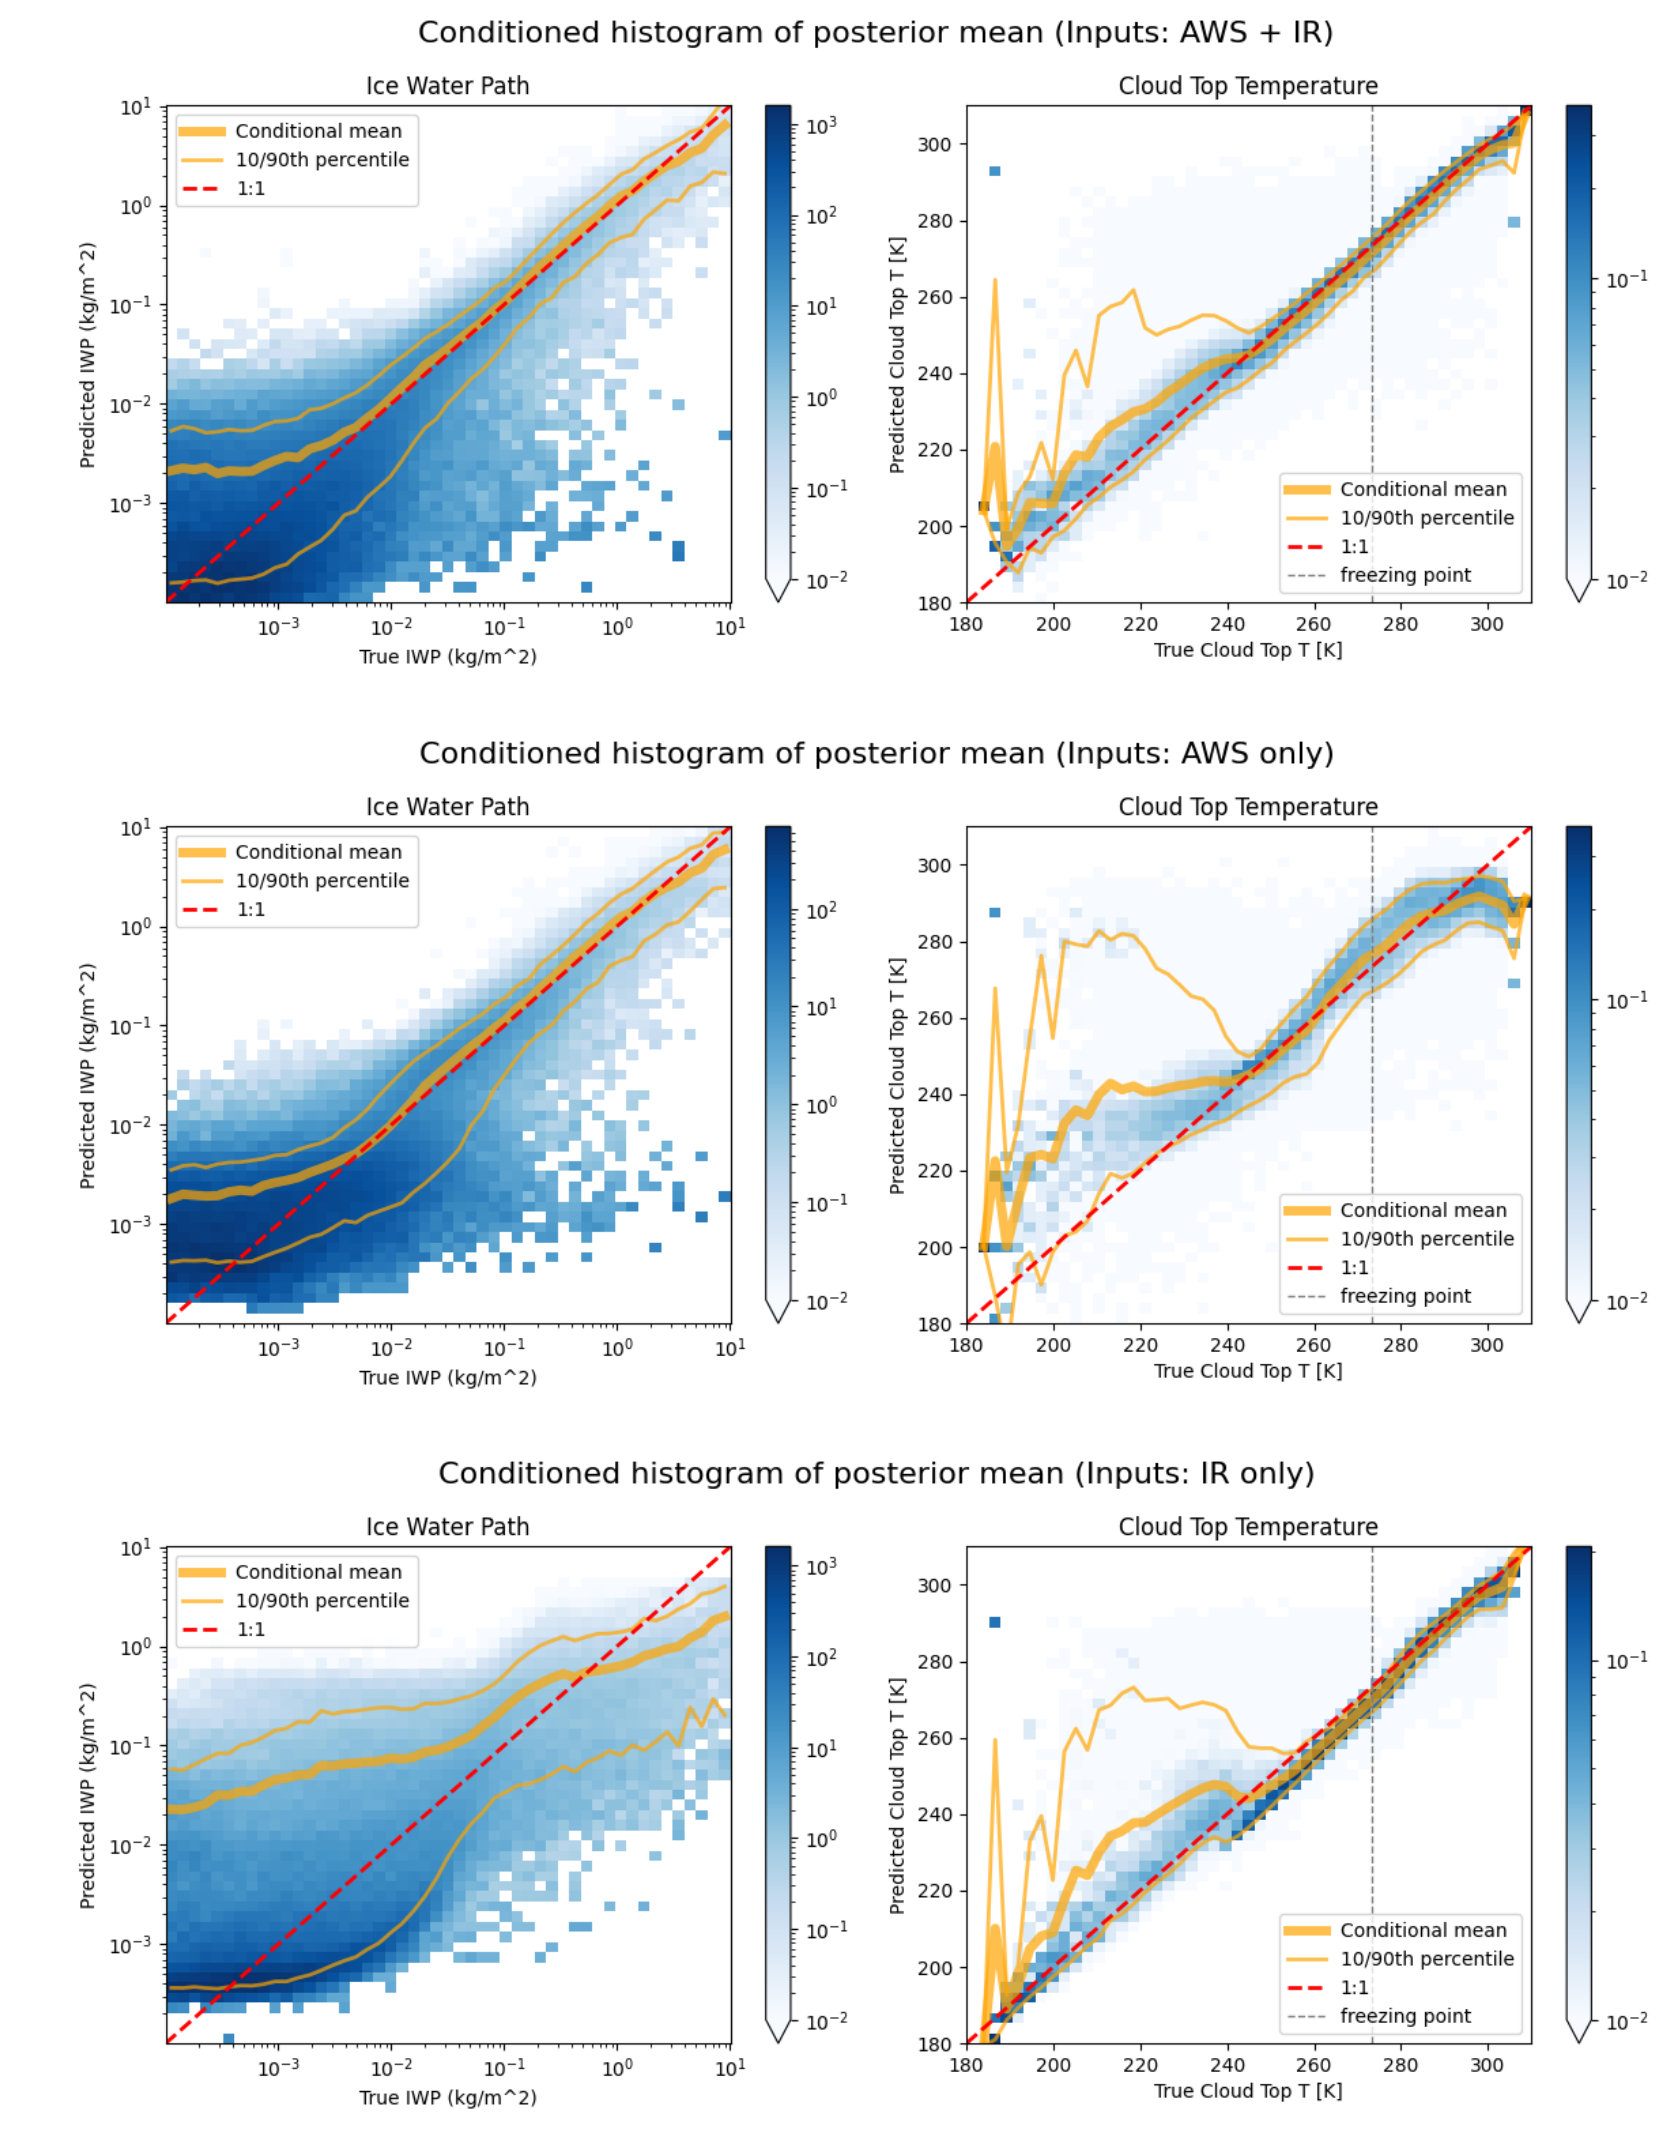 Conditioned histogram of posterior mean (Inputs: AWS + IR)
Ice Water Path
Cloud Top Temperature
Predicted IWP (kg/m^2)
10^1
10^0
10^-1
10^-2
10^-3
Conditional mean
10/90th percentile
1:1
10^-3 10^-2 10^-1 10^0 10^1
True IWP (kg/m^2)
10^3
10^2
10^1
10^0
10^-1
10^-2
Predicted Cloud Top T [K]
300
280
260
240
220
200
180
Conditional mean
10/90th percentile
1:1
freezing point
180 200 220 240 260 280 300
True Cloud Top T [K]
10^-1
10^-2
Conditioned histogram of posterior mean (Inputs: AWS only)
Ice Water Path
Cloud Top Temperature
Predicted IWP (kg/m^2)
10^1
10^0
10^-1
10^-2
10^-3
Conditional mean
10/90th percentile
1:1
10^-3 10^-2 10^-1 10^0 10^1
True IWP (kg/m^2)
10^2
10^1
10^0
10^-1
10^-2
Predicted Cloud Top T [K]
300
280
260
240
220
200
180
Conditional mean
10/90th percentile
1:1
freezing point
180 200 220 240 260 280 300
True Cloud Top T [K]
10^-1
10^-2
Conditioned histogram of posterior mean (Inputs: IR only)
Ice Water Path
Cloud Top Temperature
Predicted IWP (kg/m^2)
10^1
10^0
10^-1
10^-2
10^-3
Conditional mean
10/90th percentile
1:1
10^-3 10^-2 10^-1 10^0 10^1
True IWP (kg/m^2)
10^3
10^2
10^1
10^0
10^-1
10^-2
Predicted Cloud Top T [K]
300
280
260
240
220
200
180
Conditional mean
10/90th percentile
1:1
freezing point
180 200 220 240 260 280 300
True Cloud Top T [K]
10^-1
10^-2